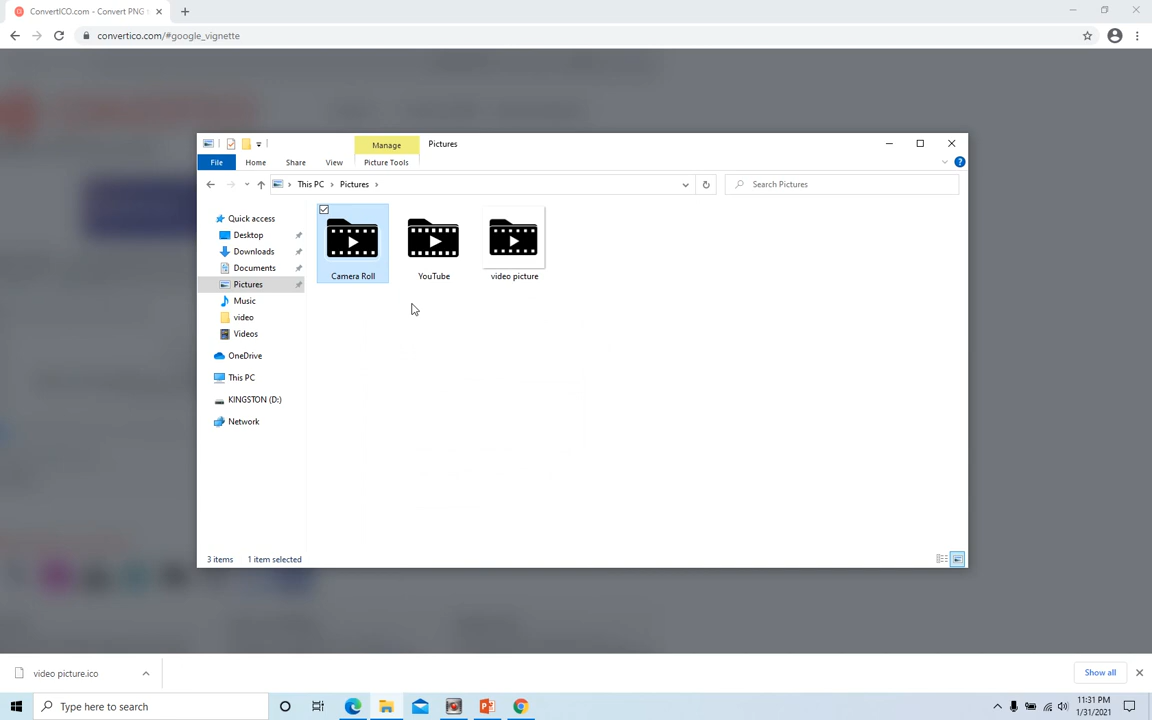 ConvertICO.com - Convert PNG
convertico.com/#google_vignette
Manage
Pictures
File
Home
Share
View
Picture Tools
This PC
Pictures
Search Pictures
Quick access
Desktop
Downloads
Documents
Pictures
Music
video
Videos
OneDrive
This PC
KINGSTON (D:)
Network
Camera Roll
YouTube
video picture
3 items
1 item selected
video picture.ico
Show all
Type here to search
11:31 PM
1/31/2021